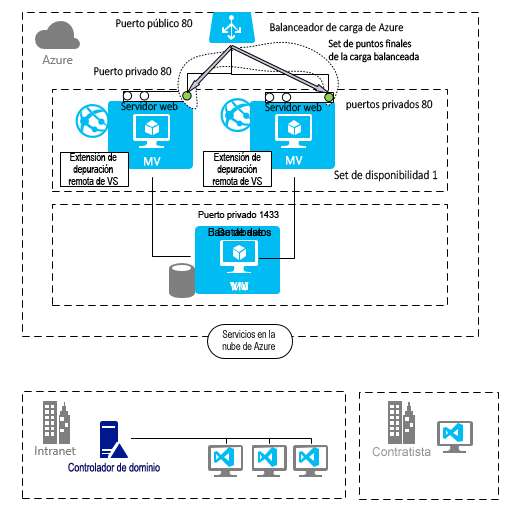 Puerto público 80
Balanceador de carga de Azure
Set de puntos finales
de la carga balanceada
Azure
Puerto privado 80
puertos privados 80
Servidor web
Servidor web
MV
MV
Extensión de
depuración
remota de VS
Extensión de
depuración
remota de VS
Set de disponibilidad 1
Puerto privado 1433
Base de datos
Servicios en la
nube de Azure
Intranet
Controlador de dominio
Contratista